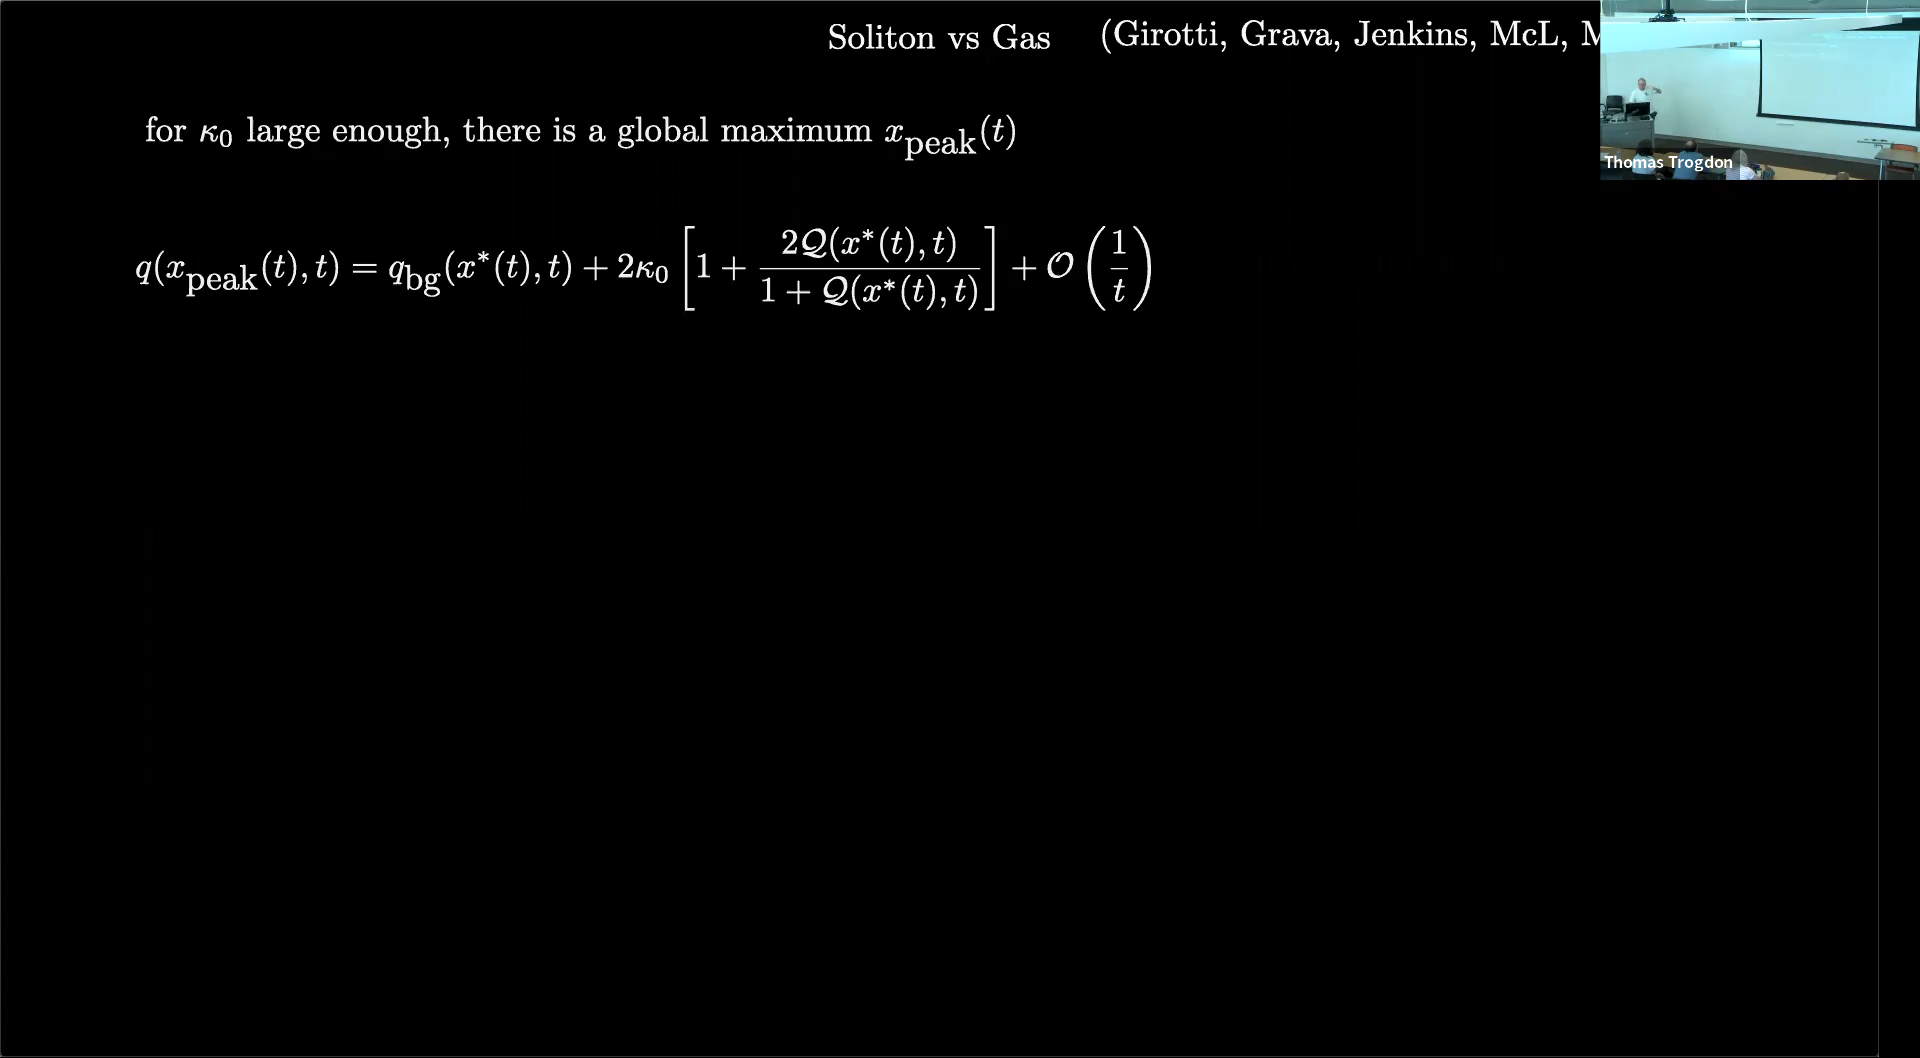 Soliton vs Gas (Girotti, Grava, Jenkins, McL, M
for κ₀ large enough, there is a global maximum x_peak(t)
q(x_peak(t), t) = q_bg(x*(t), t) + 2κ₀ [1 + 2𝒬(x*(t), t) / (1 + 𝒬(x*(t), t))] + 𝒪(1/t)
Thomas Trogdon